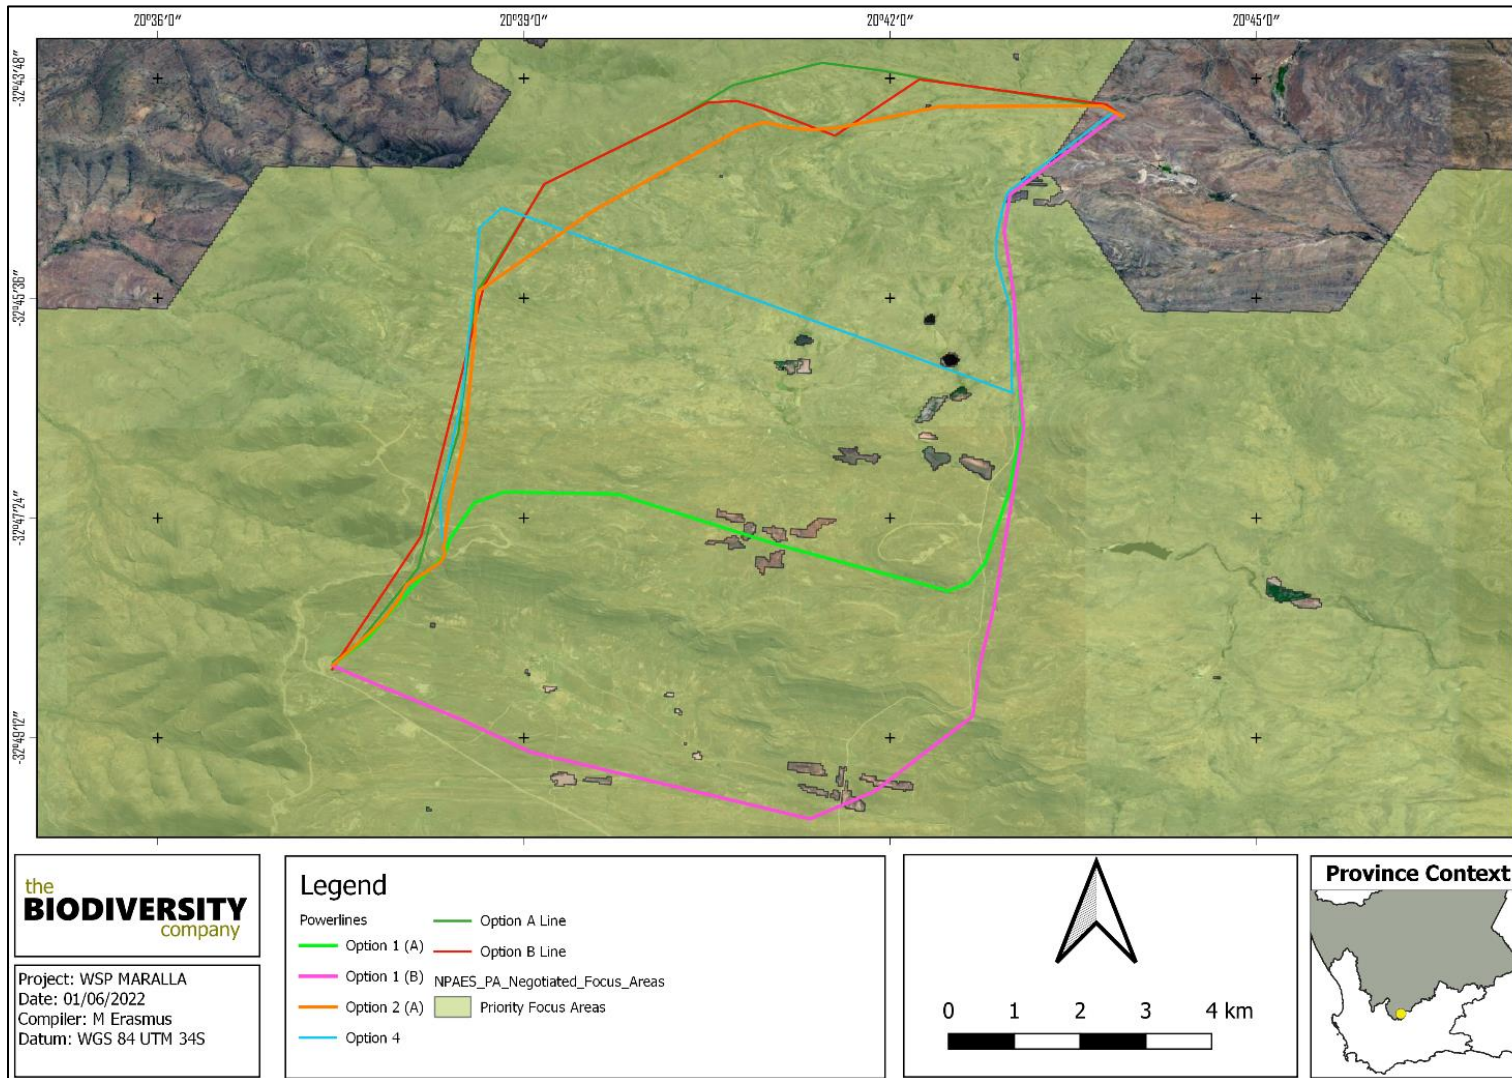 20°36′0″ 20°39′0″ 20°42′0″ 20°45′0″
-32°43′48″
-32°45′36″
-32°47′24″
-32°49′12″
the
BIODIVERSITY
company
Project: WSP MARALLA
Date: 01/06/2022
Compiler: M Erasmus
Datum: WGS 84 UTM 34S
Legend
Powerlines
Option 1 (A)
Option 1 (B)
Option 2 (A)
Option 4
Option A Line
Option B Line
NPAES_PA_Negotiated_Focus_Areas
Priority Focus Areas
0 1 2 3 4 km
Province Context